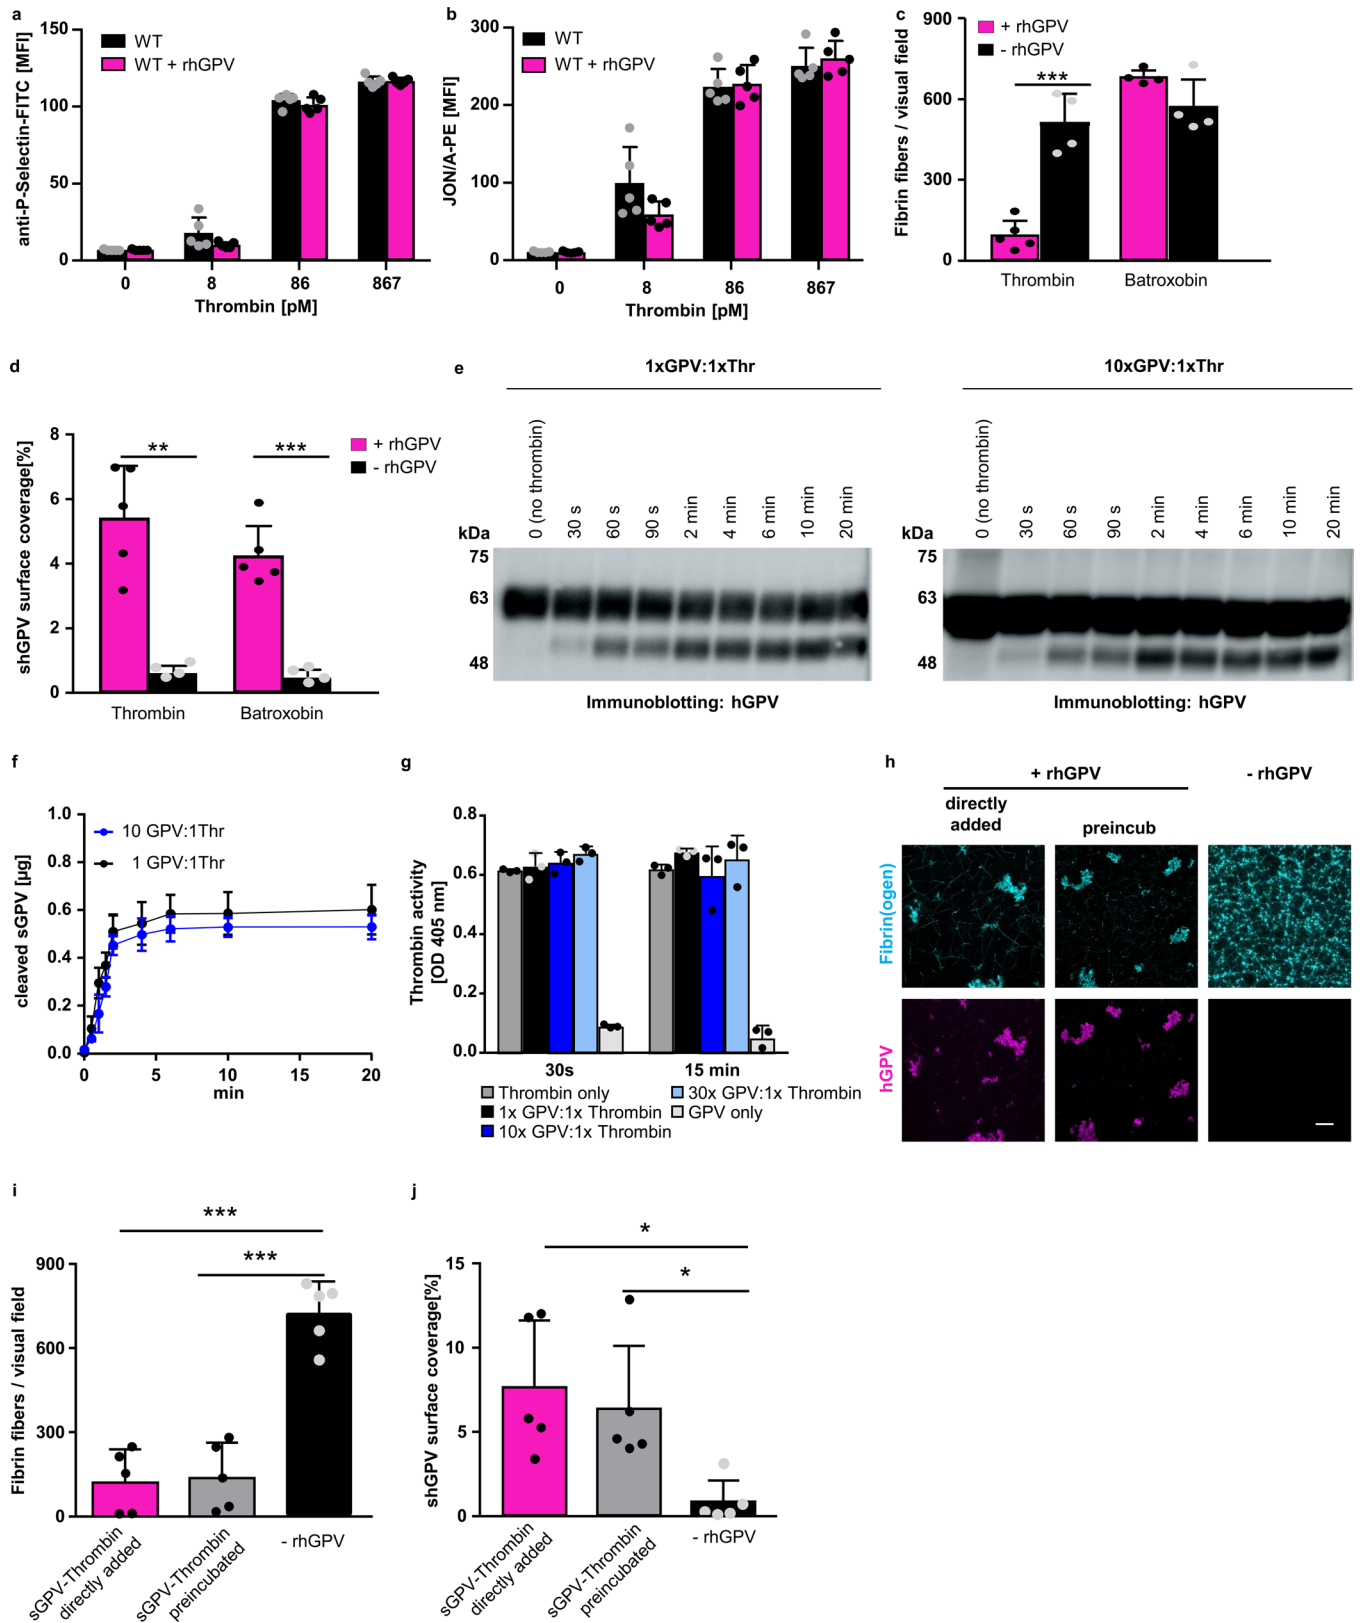 a
150
100
50
0
anti-P-Selectin-FITC [MFI]
WT
WT + rhGPV
0 8 86 867
Thrombin [pM]
b
300
200
100
0
JON/A-PE [MFI]
WT
WT + rhGPV
0 8 86 867
Thrombin [pM]
c
900
600
300
0
Fibrin fibers / visual field
+ rhGPV
- rhGPV
***
Thrombin Batroxobin
d
8
6
4
2
0
shGPV surface coverage[%]
** ***
+ rhGPV
- rhGPV
Thrombin Batroxobin
e
1xGPV:1xThr
0 (no thrombin)
30 s
60 s
90 s
2 min
4 min
6 min
10 min
20 min
kDa
75
63
48
Immunoblotting: hGPV
10xGPV:1xThr
0 (no thrombin)
30 s
60 s
90 s
2 min
4 min
6 min
10 min
20 min
kDa
75
63
48
Immunoblotting: hGPV
f
1.0
0.8
0.6
0.4
0.2
0.0
cleaved sGPV [µg]
10 GPV:1Thr
1 GPV:1Thr
0 5 10 15 20
min
g
0.8
0.6
0.4
0.2
0.0
Thrombin activity
[OD 405 nm]
30s 15 min
Thrombin only
1x GPV:1x Thrombin
10x GPV:1x Thrombin
30x GPV:1x Thrombin
GPV only
h
+ rhGPV - rhGPV
directly
added
preincub
Fibrin(ogen)
hGPV
i
***
***
900
600
300
0
Fibrin fibers / visual field
sGPV-Thrombin
directly added
sGPV-Thrombin
preincubated
- rhGPV
j
*
*
15
10
5
0
shGPV surface coverage[%]
sGPV-Thrombin
directly added
sGPV-Thrombin
preincubated
- rhGPV